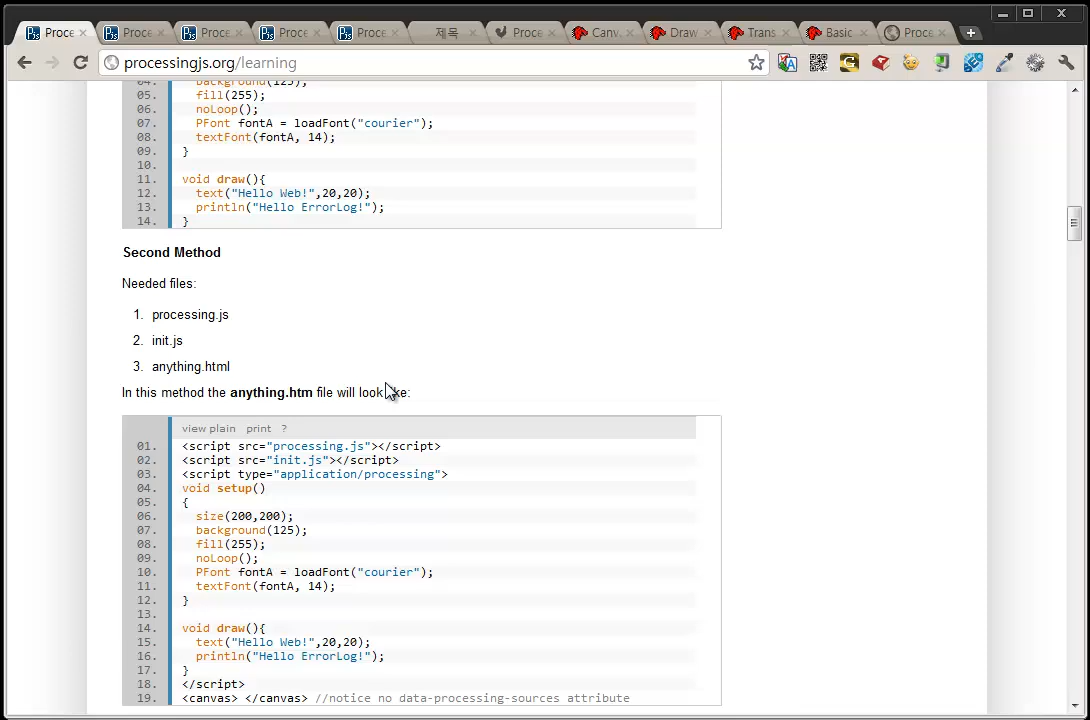 Proce
Proce
Proce
Proce
Proce
제목
Proce
Canv
Draw
Trans
Basic
Proce
processingjs.org/learning
04. background(125);
05. fill(255);
06. noLoop();
07. PFont fontA = loadFont("courier");
08. textFont(fontA, 14);
09. }
10.
11. void draw(){
12. text("Hello Web!",20,20);
13. println("Hello ErrorLog!");
14. }
Second Method
Needed files:
1. processing.js
2. init.js
3. anything.html
In this method the anything.htm file will look like:
view plain print ?
01. <script src="processing.js"></script>
02. <script src="init.js"></script>
03. <script type="application/processing">
04. void setup()
05. {
06. size(200,200);
07. background(125);
08. fill(255);
09. noLoop();
10. PFont fontA = loadFont("courier");
11. textFont(fontA, 14);
12. }
13.
14. void draw(){
15. text("Hello Web!",20,20);
16. println("Hello ErrorLog!");
17. }
18. </script>
19. <canvas> </canvas> //notice no data-processing-sources attribute